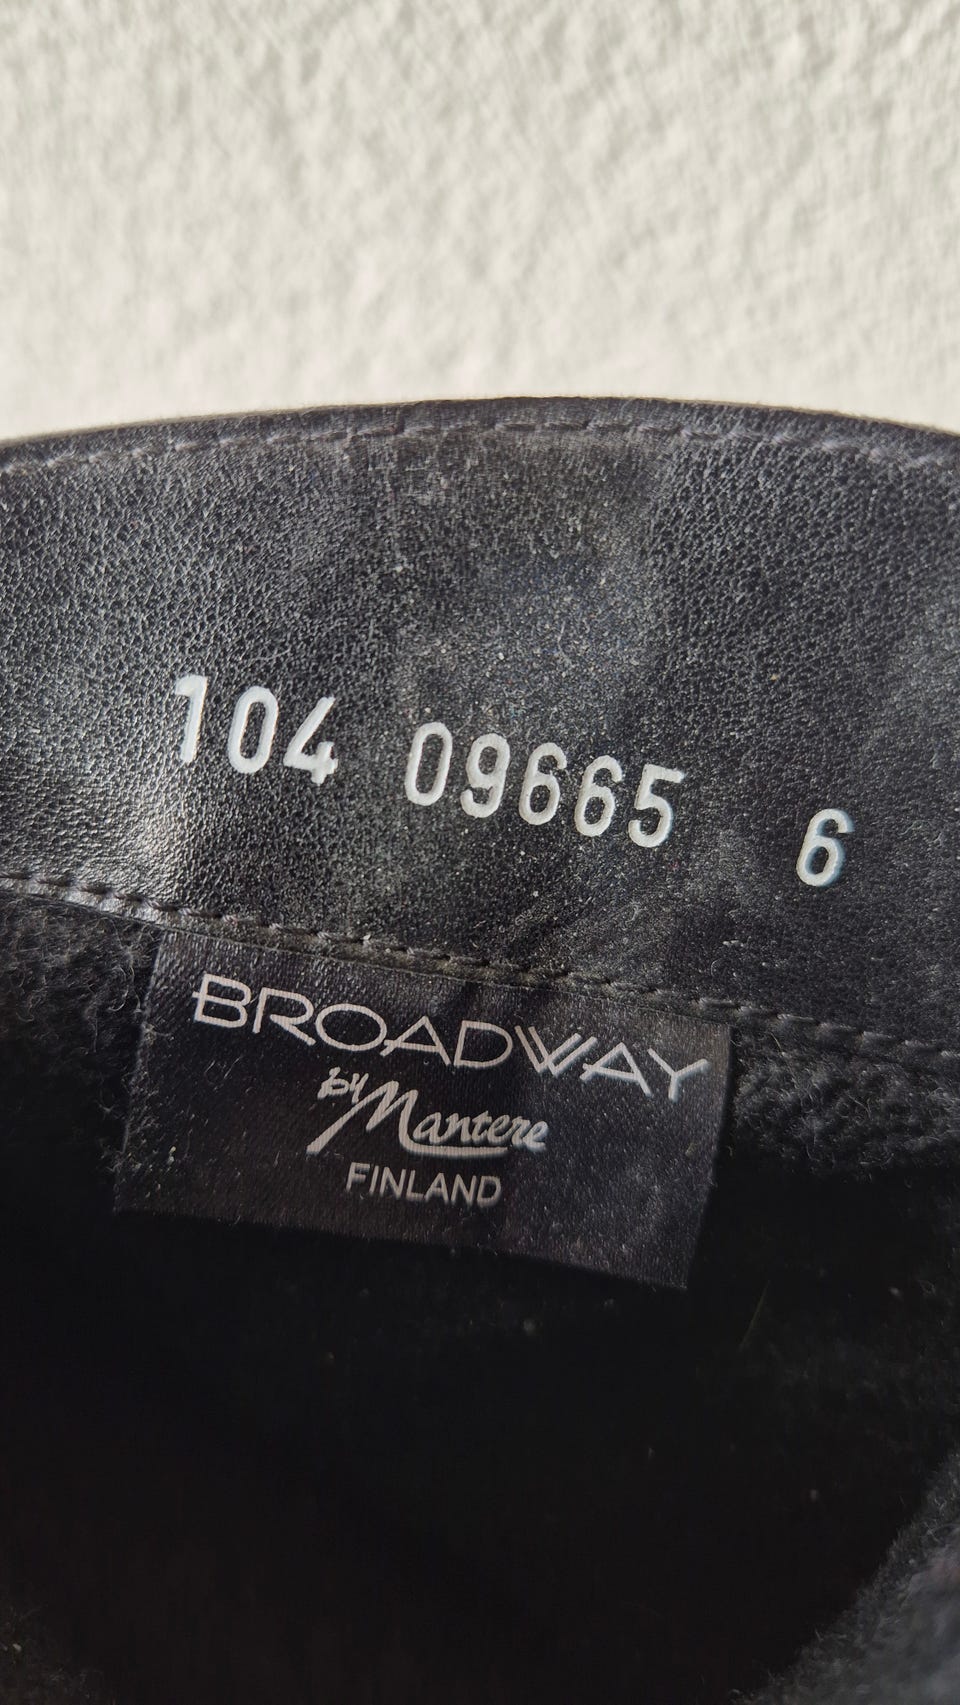 104 09665 6
BROADWAY
by Mantere
FINLAND